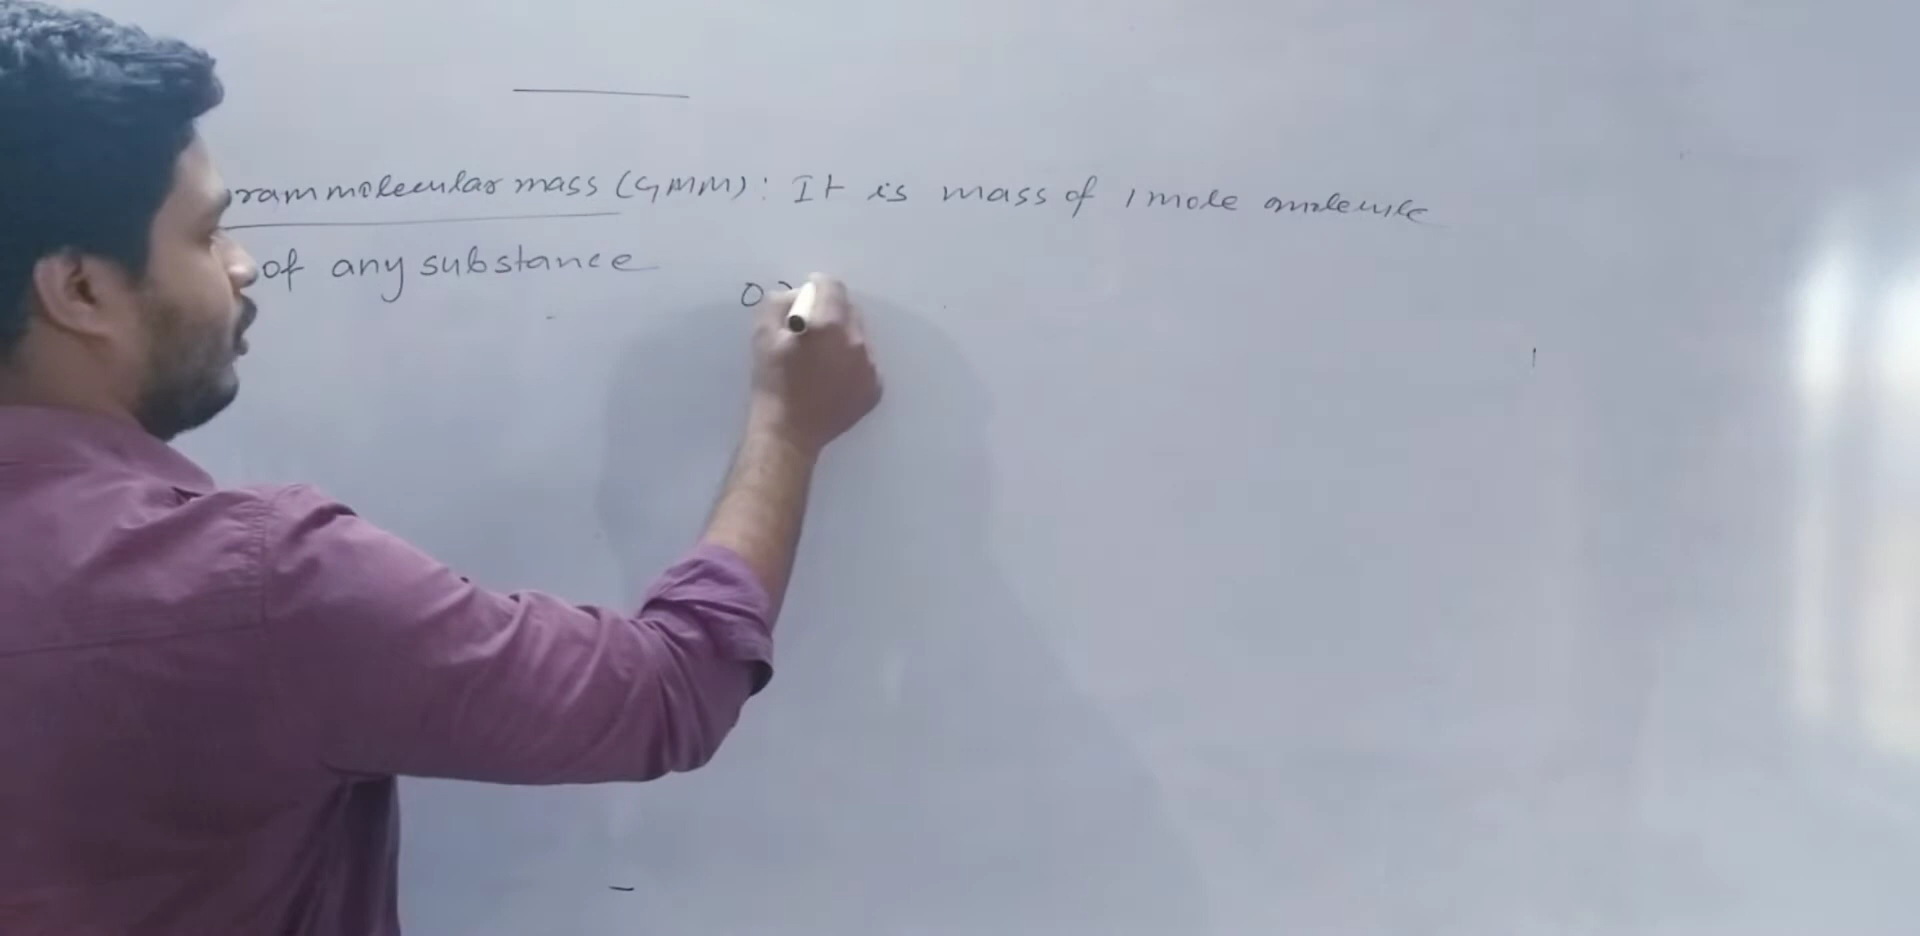 ram molecular mass (GMM): It is mass of 1 mole molecule
of any substance
O